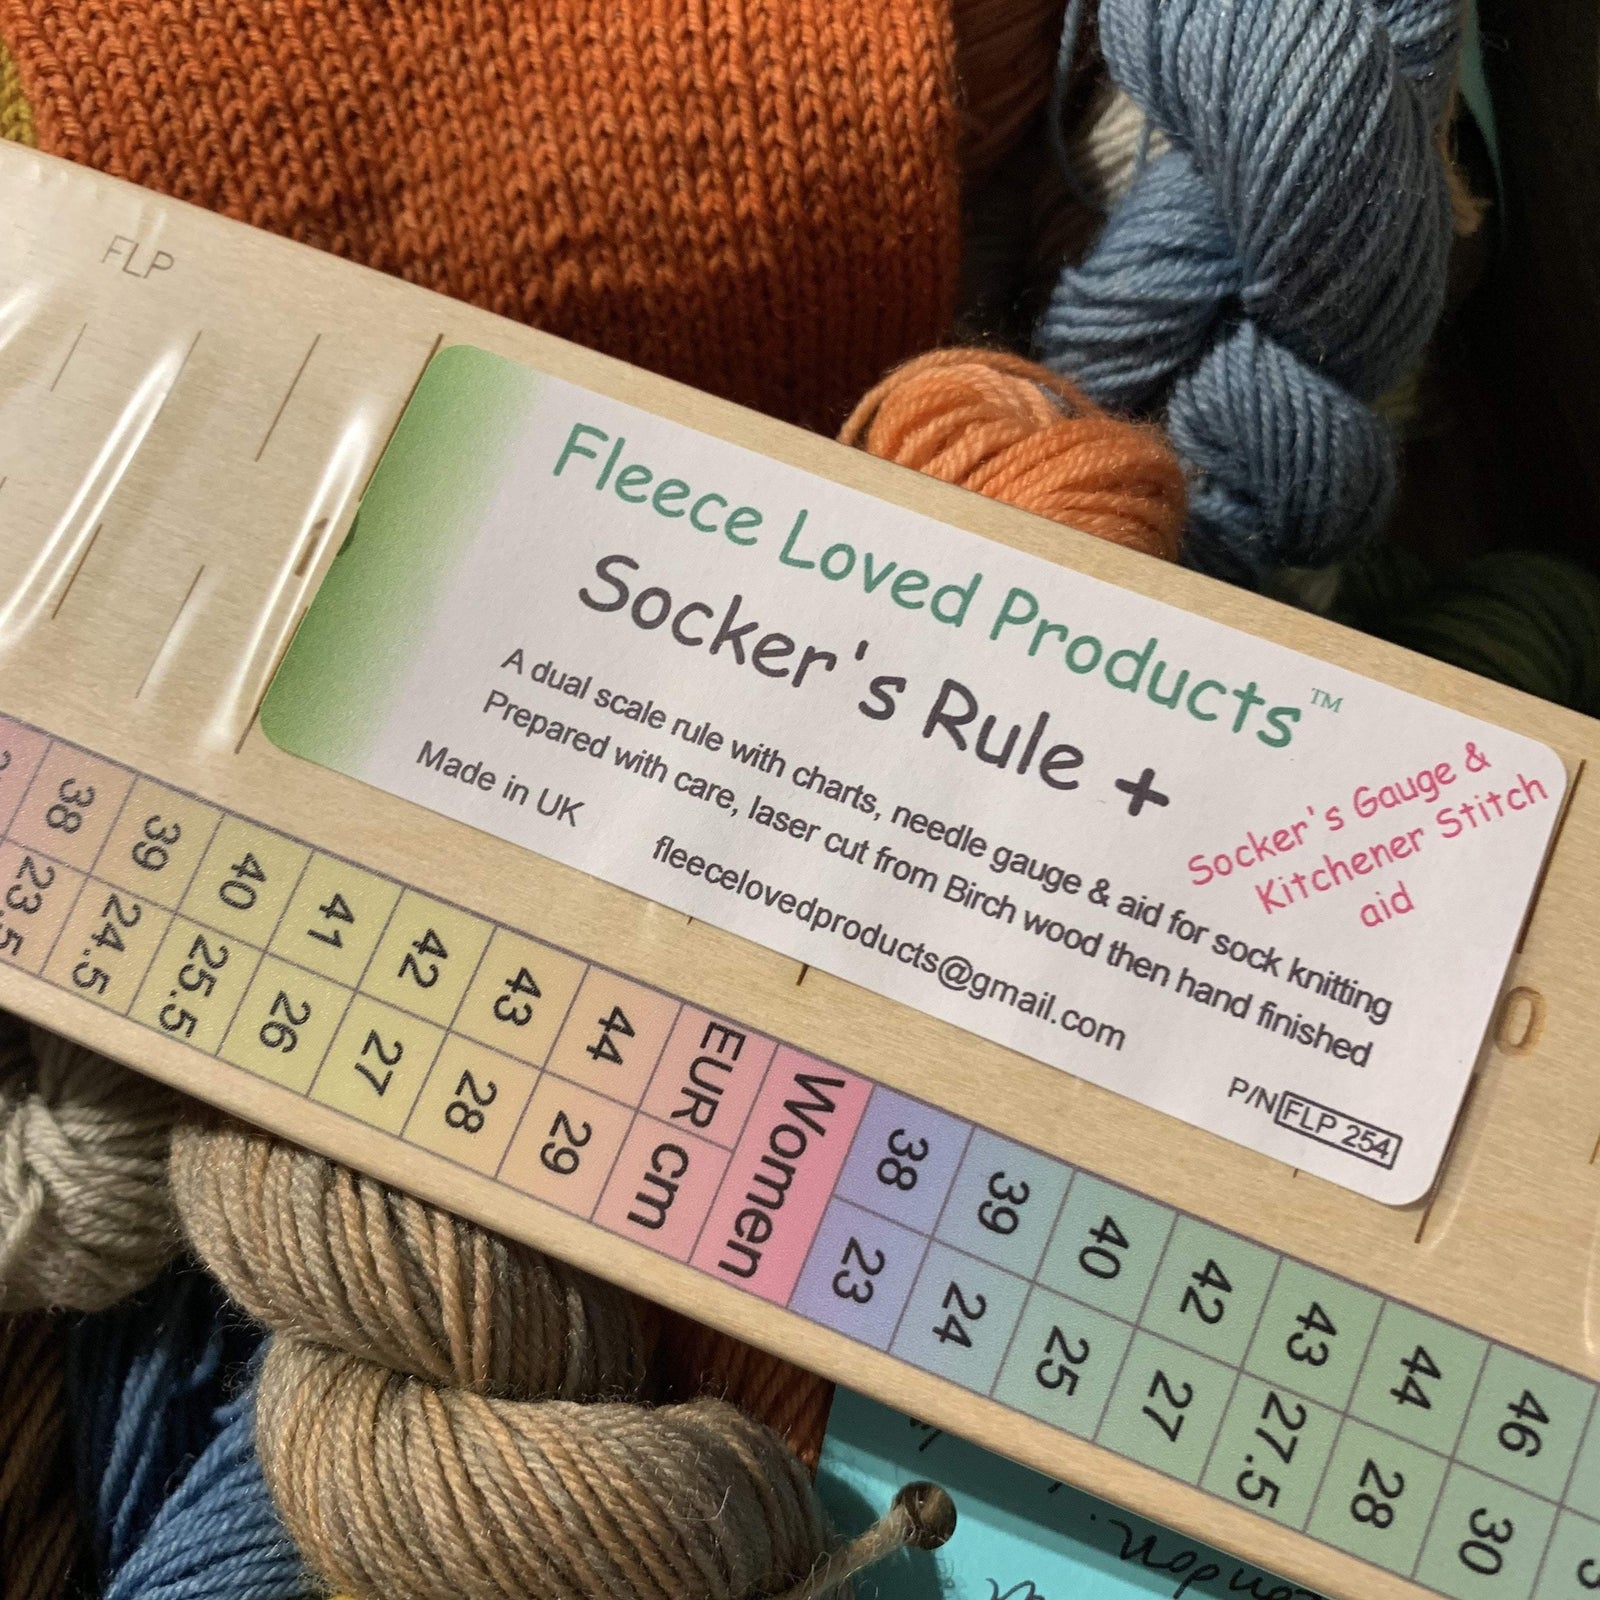 FLP
Fleece Loved Products™
Socker's Rule +
Socker's Gauge &
Kitchener Stitch
aid
A dual scale rule with charts, needle gauge & aid for sock knitting
Prepared with care, laser cut from Birch wood then hand finished
Made in UK
fleecelovedproducts@gmail.com
P/N FLP 254
0
38 39 40 41 42 43 44 EUR
23.5 24.5 25.5 26 27 28 29 cm
Women
38 39 40 42 43 44 46
23 24 25 27 27.5 28 30